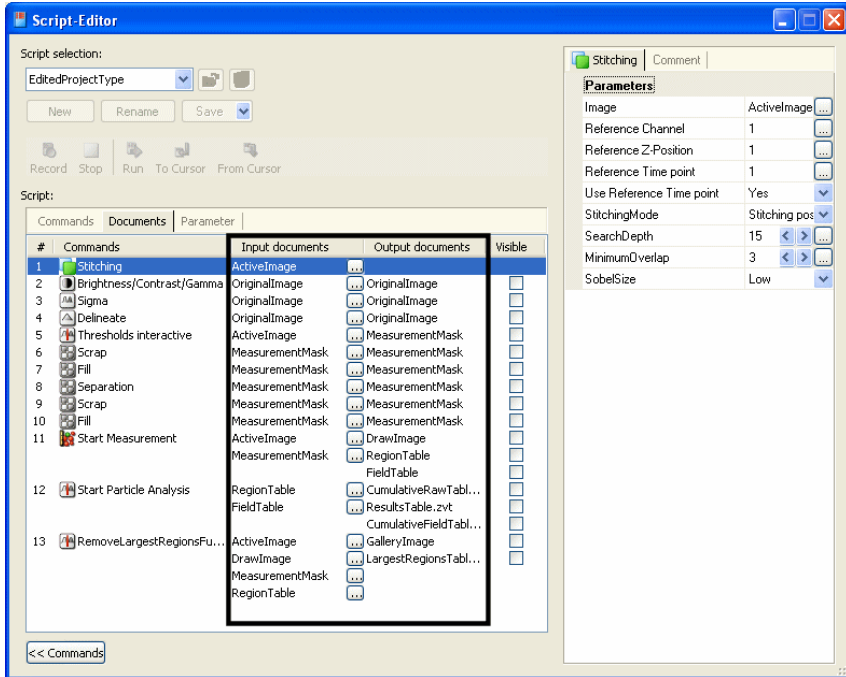 Script-Editor
Script selection:
EditedProjectType
New Rename Save
Record Stop Run To Cursor From Cursor
Script:
Commands Documents Parameter
# Commands Input documents Output documents Visible
1 Stitching ActiveImage ...
2 Brightness/Contrast/Gamma OriginalImage ... OriginalImage
3 Sigma OriginalImage ... OriginalImage
4 Delineate OriginalImage ... OriginalImage
5 Thresholds interactive ActiveImage ... MeasurementMask
6 Scrap MeasurementMask ... MeasurementMask
7 Fill MeasurementMask ... MeasurementMask
8 Separation MeasurementMask ... MeasurementMask
9 Scrap MeasurementMask ... MeasurementMask
10 Fill MeasurementMask ... MeasurementMask
11 Start Measurement ActiveImage ... DrawImage
MeasurementMask ... RegionTable
FieldTable
12 Start Particle Analysis RegionTable ... CumulativeRawTabl...
FieldTable ... ResultsTable.zvt
CumulativeFieldTabl...
13 RemoveLargestRegionsFu... ActiveImage ... GalleryImage
DrawImage ... LargestRegionsTabl...
MeasurementMask ...
RegionTable ...
<< Commands
Stitching Comment
Parameters
Image ActiveImage ...
Reference Channel 1 ...
Reference Z-Position 1 ...
Reference Time point 1 ...
Use Reference Time point Yes
StitchingMode Stitching pos
SearchDepth 15 < > ...
MinimumOverlap 3 < > ...
SobelSize Low